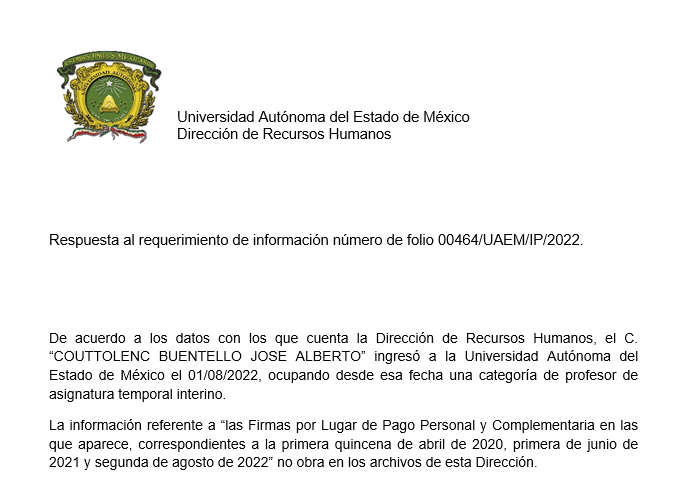 ESTADOS UNIDOS MEXICANOS
UNIVERSIDAD AUTÓNOMA
Universidad Autónoma del Estado de México
Dirección de Recursos Humanos
Respuesta al requerimiento de información número de folio 00464/UAEM/IP/2022.
De acuerdo a los datos con los que cuenta la Dirección de Recursos Humanos, el C.
“COUTTOLENC BUENTELLO JOSE ALBERTO” ingresó a la Universidad Autónoma del
Estado de México el 01/08/2022, ocupando desde esa fecha una categoría de profesor de
asignatura temporal interino.
La información referente a “las Firmas por Lugar de Pago Personal y Complementaria en las
que aparece, correspondientes a la primera quincena de abril de 2020, primera de junio de
2021 y segunda de agosto de 2022” no obra en los archivos de esta Dirección.